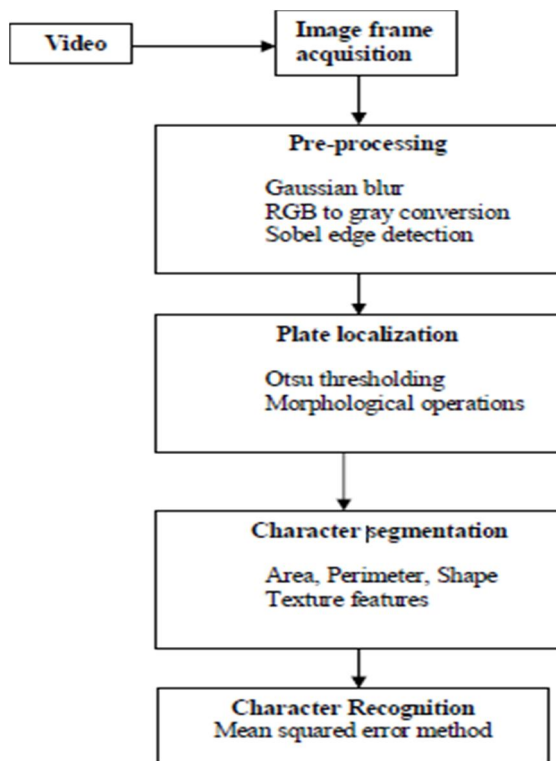 Video
Image frame
acquisition
Pre-processing
Gaussian blur
RGB to gray conversion
Sobel edge detection
Plate localization
Otsu thresholding
Morphological operations
Character segmentation
Area, Perimeter, Shape
Texture features
Character Recognition
Mean squared error method